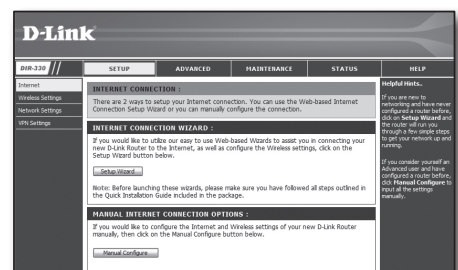 D-Link
DIR-330 // SETUP ADVANCED MAINTENANCE STATUS HELP
Internet
Wireless Settings
Network Settings
VPN Settings
INTERNET CONNECTION :
There are 2 ways to setup your Internet connection. You can use the Web-based Internet
Connection Setup Wizard or you can manually configure the connection.
INTERNET CONNECTION WIZARD :
If you would like to utilize our easy to use Web-based Wizards to assist you in connecting your
new D-Link Router to the Internet, as well as configure the Wireless settings, click on the
Setup Wizard button below.
Setup Wizard
Note: Before launching these wizards, please make sure you have followed all steps outlined in
the Quick Installation Guide included in the package.
MANUAL INTERNET CONNECTION OPTIONS :
If you would like to configure the Internet and Wireless settings of your new D-Link Router
manually, then click on the Manual Configure button below.
Manual Configure
Helpful Hints..
If you are new to
networking and have never
configured a router before,
click on Setup Wizard and
the router will run you
through a few simple steps
to get your network up and
running.
If you consider yourself an
Advanced user and have
configured a router before,
click Manual Configure to
input all the settings
manually.